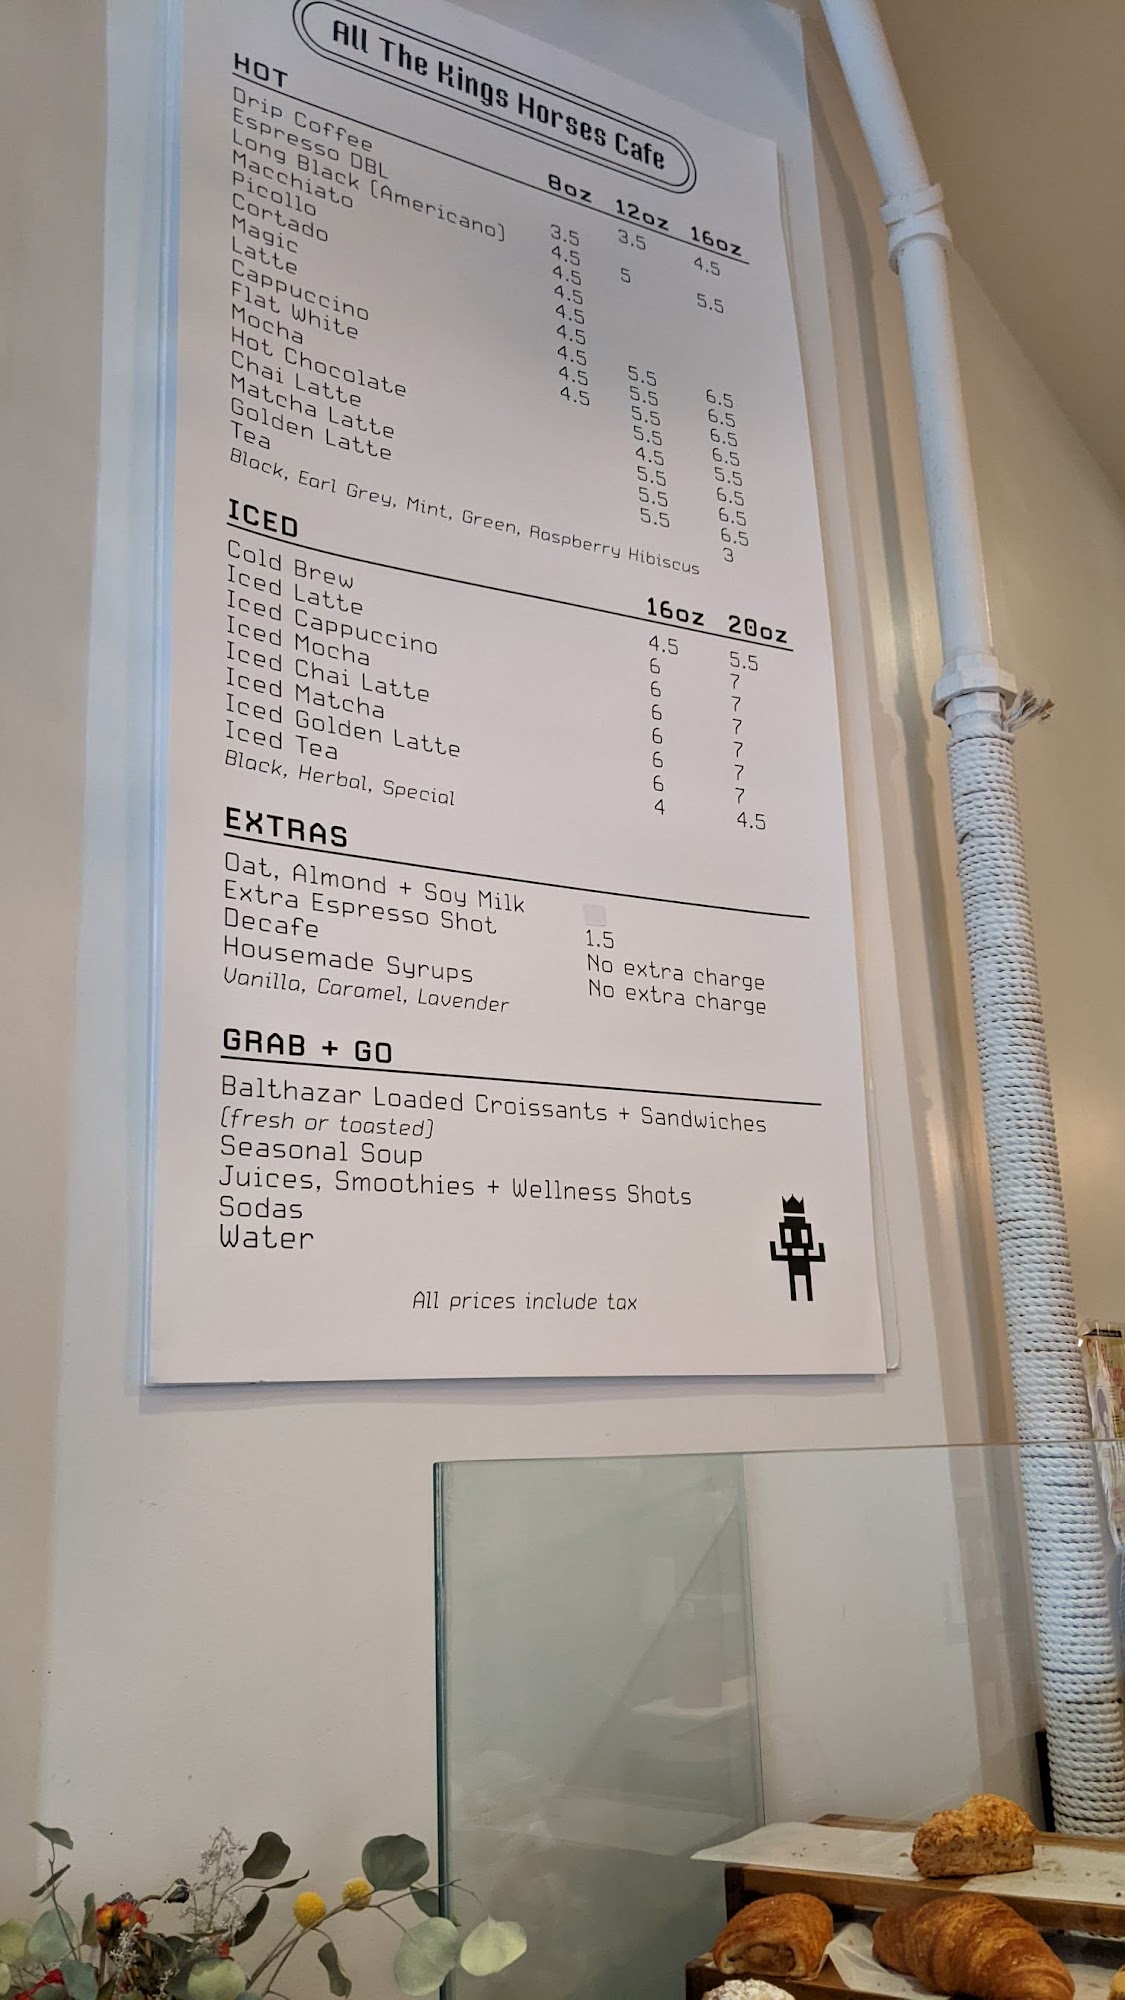 All The Kings Horses Cafe
HOT 8oz 12oz 16oz
Drip Coffee 3.5 4.5
Espresso DBL 3.5
Long Black (Americano) 4.5 5 5.5
Macchiato 4.5
Picollo 4.5
Cortado 4.5
Magic 4.5
Latte 4.5 5.5 6.5
Cappuccino 4.5 5.5 6.5
Flat White 4.5 5.5 6.5
Mocha 5.5 6.5
Hot Chocolate 4.5 5.5
Chai Latte 5.5 6.5
Matcha Latte 5.5 6.5
Golden Latte 5.5 6.5
Tea 3
Black, Earl Grey, Mint, Green, Raspberry Hibiscus
ICED 16oz 20oz
Cold Brew 4.5 5.5
Iced Latte 6 7
Iced Cappuccino 6 7
Iced Mocha 6 7
Iced Chai Latte 6 7
Iced Matcha 6 7
Iced Golden Latte 6 7
Iced Tea 4 4.5
Black, Herbal, Special
EXTRAS
Oat, Almond + Soy Milk
Extra Espresso Shot 1.5
Decafe No extra charge
Housemade Syrups No extra charge
Vanilla, Caramel, Lavender
GRAB + GO
Balthazar Loaded Croissants + Sandwiches
(fresh or toasted)
Seasonal Soup
Juices, Smoothies + Wellness Shots
Sodas
Water
All prices include tax